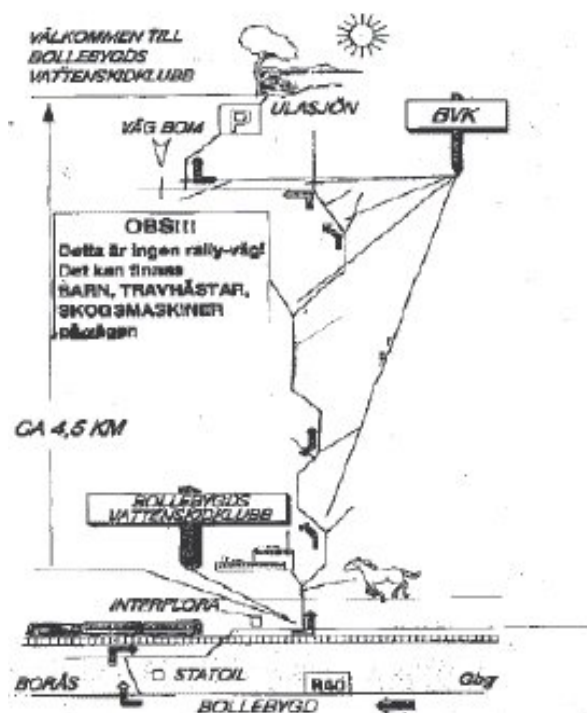 VÄLKOMMEN TILL
BOLLEBYGDS
VATTENSKIDKLUBB
ULASJÖN
P
VÄG BOM
BVK
OBS!!!
Detta är ingen rally-väg!
Det kan finnas
BARN, TRAVHÄSTAR,
SKOGSMASKINER
på vägen
CA 4,5 KM
BOLLEBYGDS
VATTENSKIDKLUBB
INTERFLORA
STATOIL
BORÅS
R40
Gbg
BOLLEBYGD